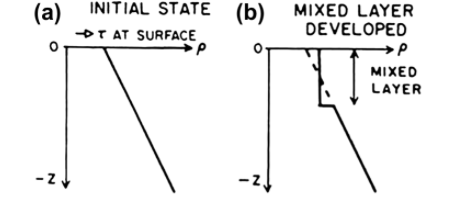 (a) INITIAL STATE
→ τ AT SURFACE
0 ρ
-Z
(b) MIXED LAYER
DEVELOPED
0 ρ
MIXED
LAYER
-Z